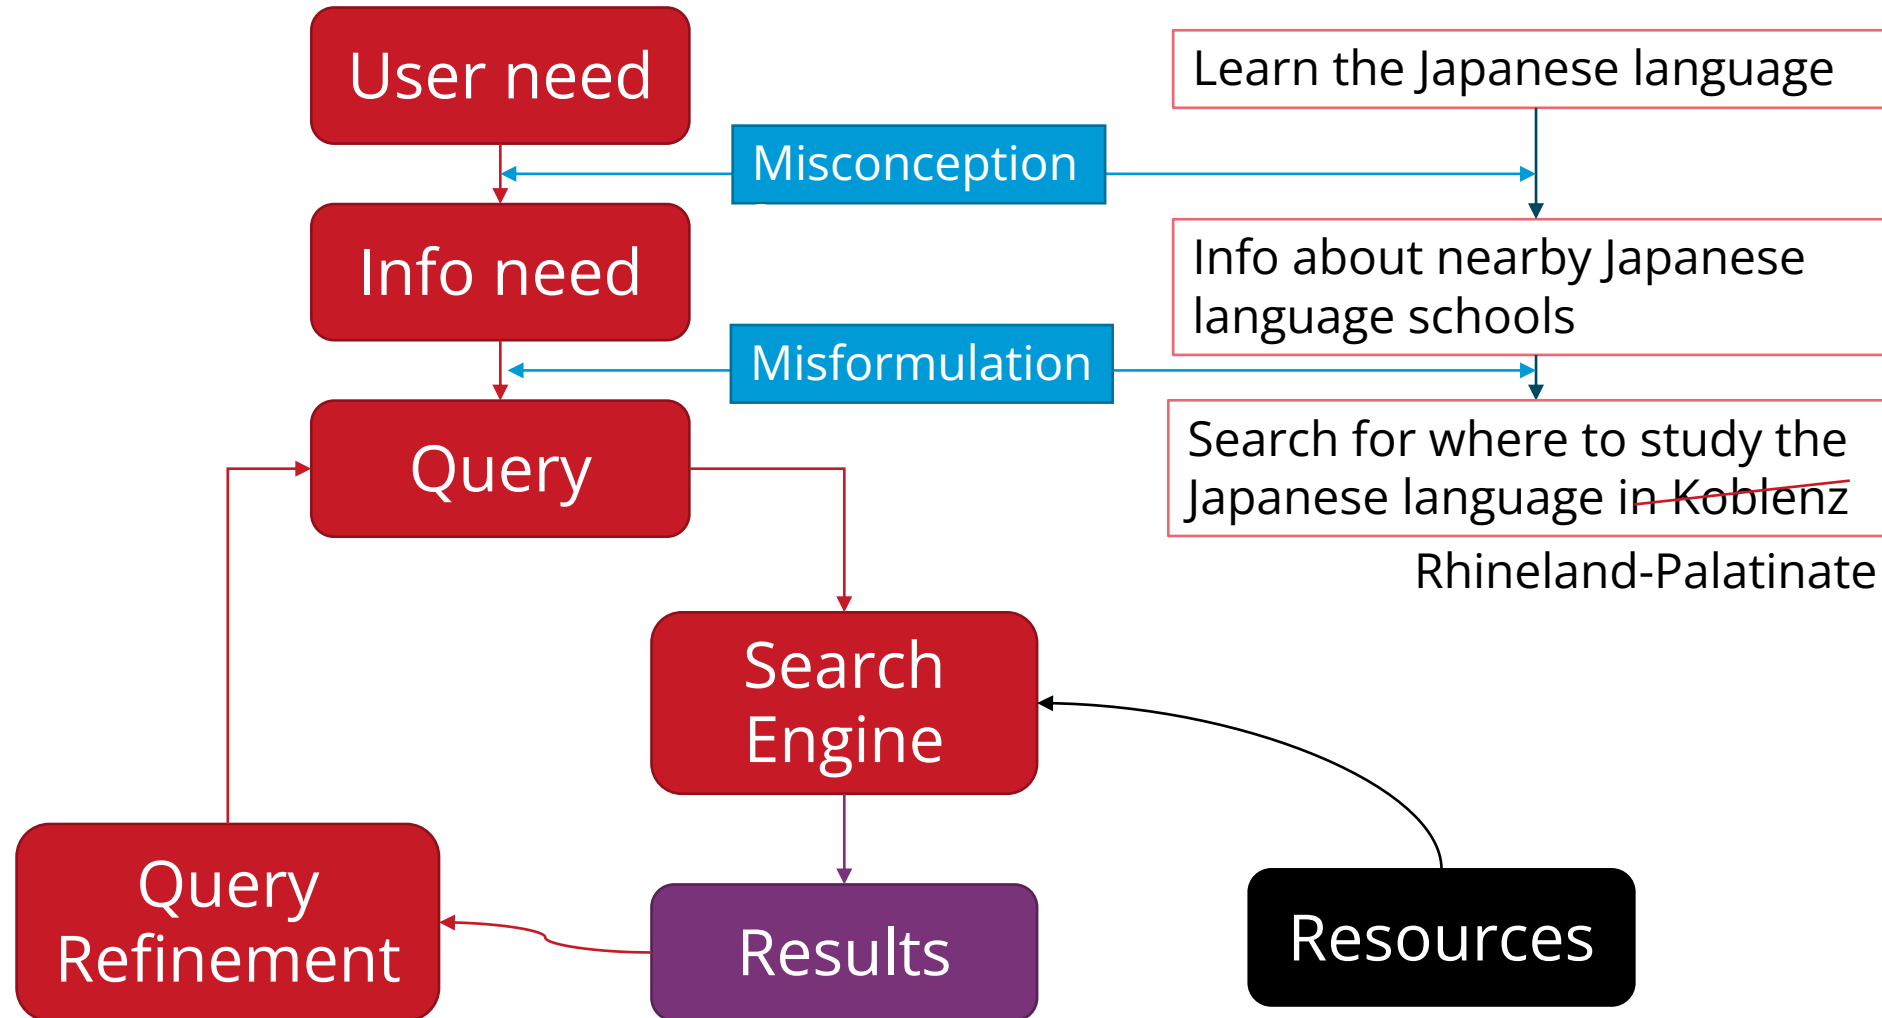 User need
Learn the Japanese language
Misconception
Info need
Info about nearby Japanese
language schools
Misformulation
Query
Search for where to study the
Japanese language in Koblenz
Rhineland-Palatinate
Search
Engine
Query
Refinement
Results
Resources